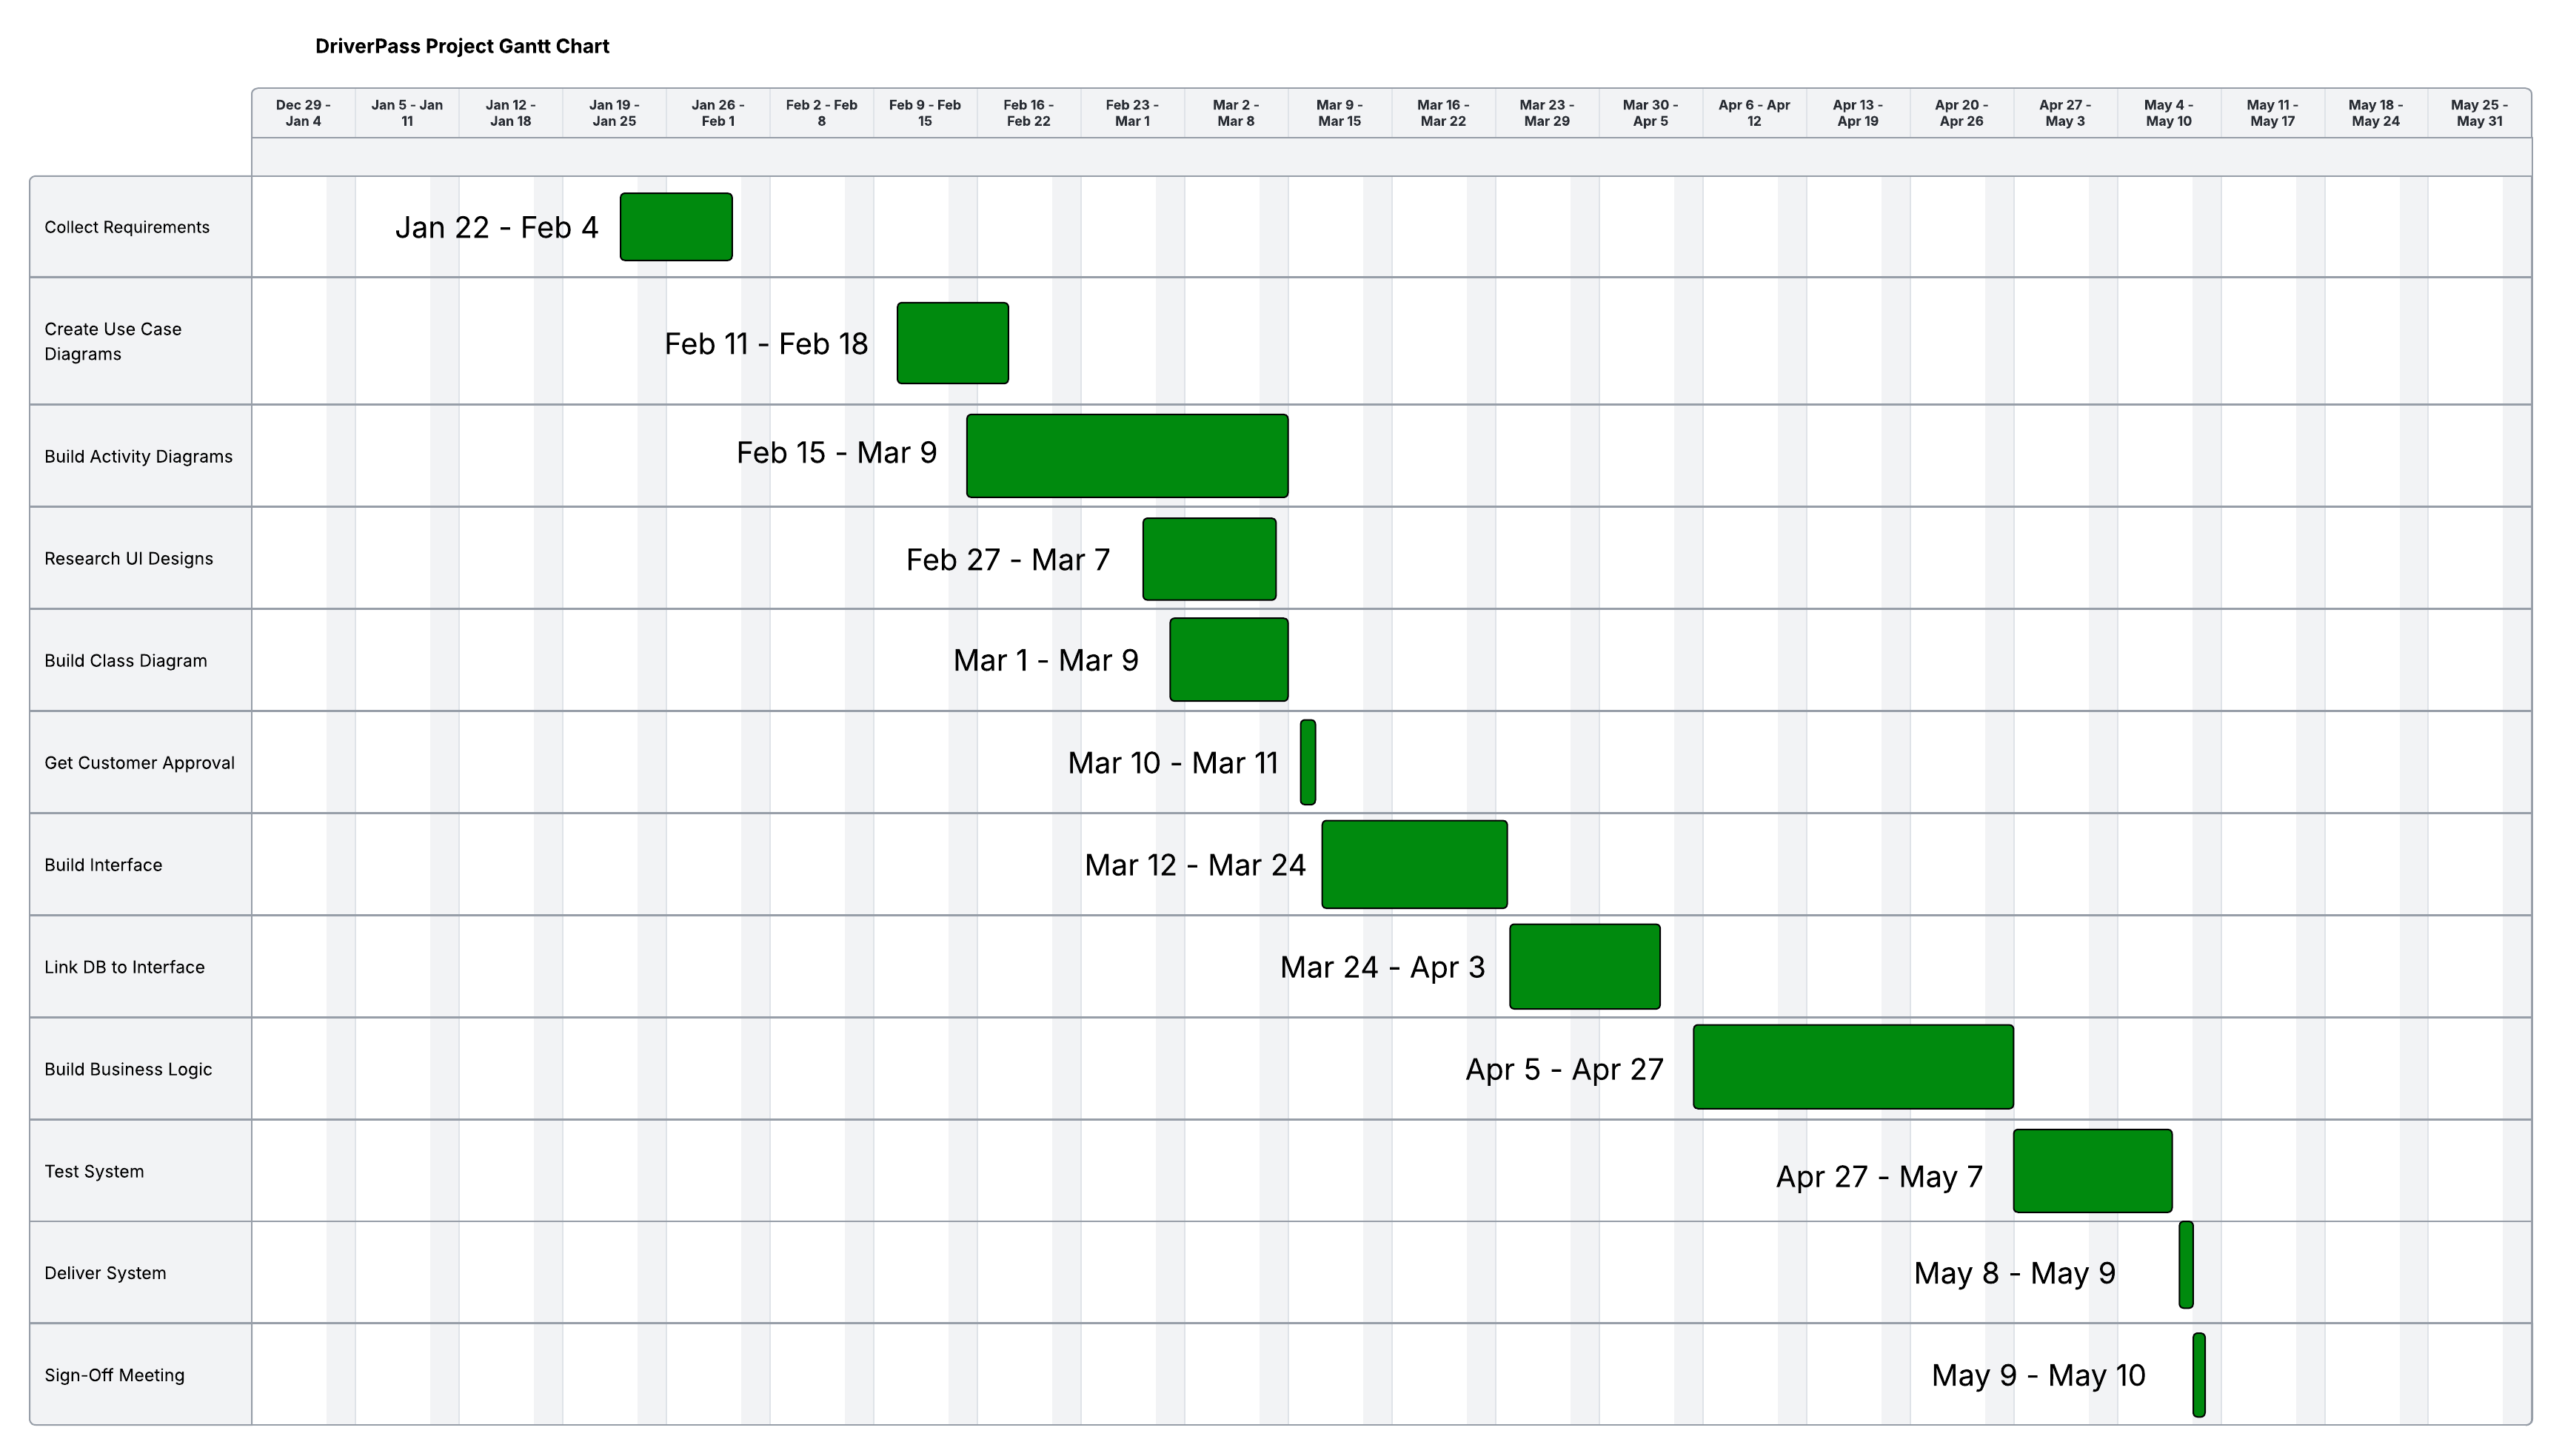 DriverPass Project Gantt Chart
Dec 29 -
Jan 4
Jan 5 - Jan
11
Jan 12 -
Jan 18
Jan 19 -
Jan 25
Jan 26 -
Feb 1
Feb 2 - Feb
8
Feb 9 - Feb
15
Feb 16 -
Feb 22
Feb 23 -
Mar 1
Mar 2 -
Mar 8
Mar 9 -
Mar 15
Mar 16 -
Mar 22
Mar 23 -
Mar 29
Mar 30 -
Apr 5
Apr 6 - Apr
12
Apr 13 -
Apr 19
Apr 20 -
Apr 26
Apr 27 -
May 3
May 4 -
May 10
May 11 -
May 17
May 18 -
May 24
May 25 -
May 31
Collect Requirements
Jan 22 - Feb 4
Create Use Case
Diagrams
Feb 11 - Feb 18
Build Activity Diagrams
Feb 15 - Mar 9
Research UI Designs
Feb 27 - Mar 7
Build Class Diagram
Mar 1 - Mar 9
Get Customer Approval
Mar 10 - Mar 11
Build Interface
Mar 12 - Mar 24
Link DB to Interface
Mar 24 - Apr 3
Build Business Logic
Apr 5 - Apr 27
Test System
Apr 27 - May 7
Deliver System
May 8 - May 9
Sign-Off Meeting
May 9 - May 10